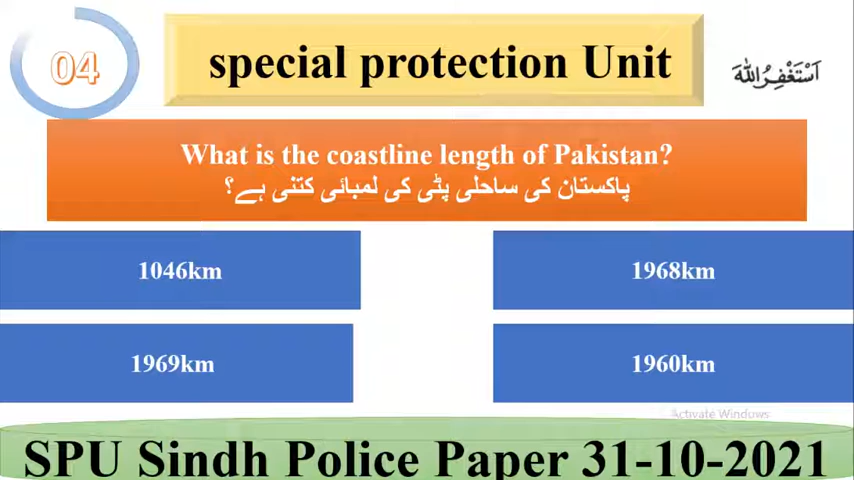 04
special protection Unit
اَسْتَغْفِرُاللهَ
What is the coastline length of Pakistan?
پاکستان کی ساحلی پٹی کی لمبائی کتنی ہے؟
1046km
1968km
1969km
1960km
Activate Windows
SPU Sindh Police Paper 31-10-2021